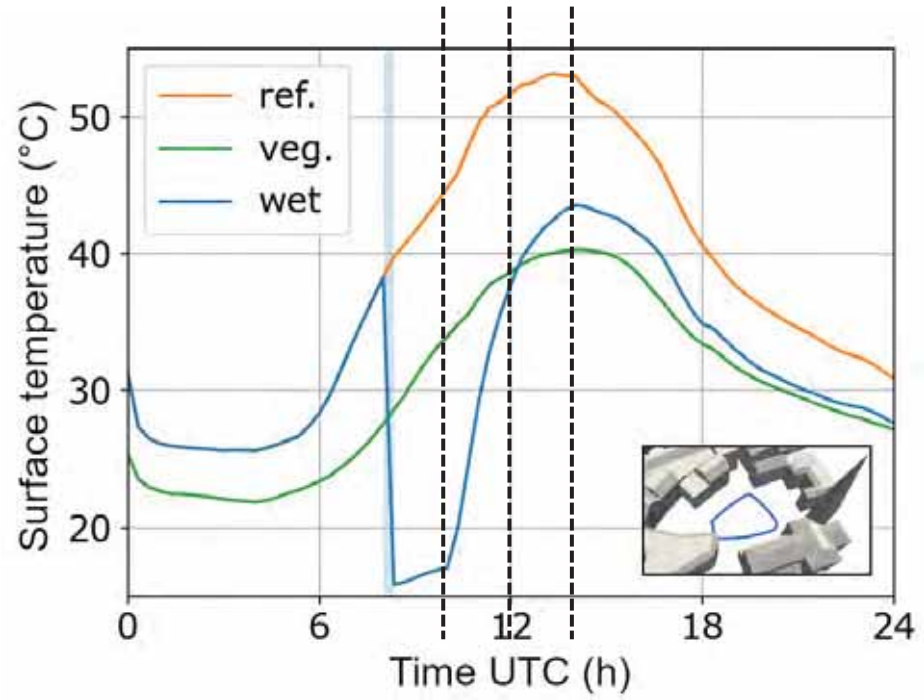 Surface temperature (°C)
50
40
30
20
ref.
veg.
wet
0
6
12
18
24
Time UTC (h)